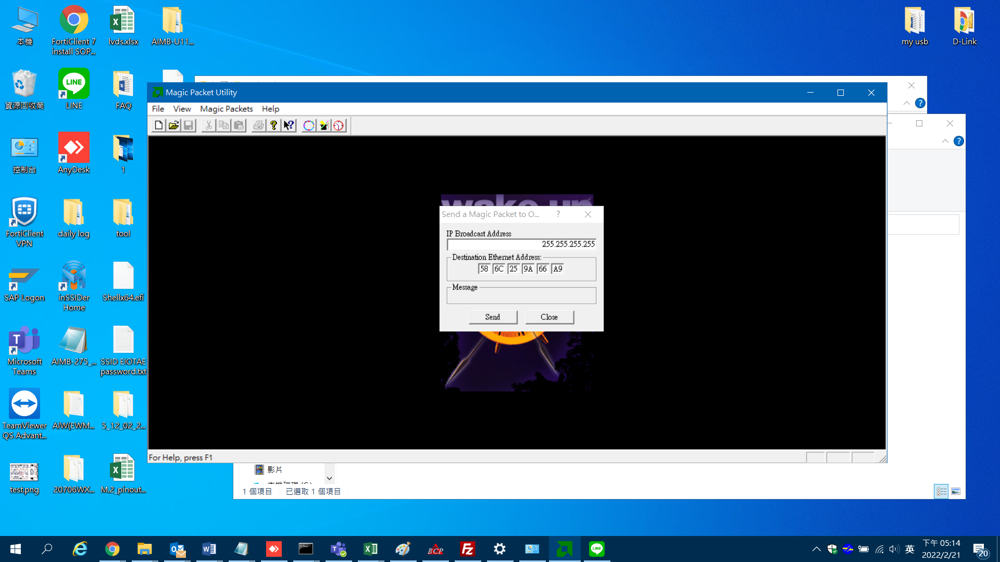 本機
FortiClient 7
install SOP...
lvds.xlsx
AIMB-U11...
my usb
D-Link
資源回收筒
LINE
LINE
FAQ
控制台
AnyDesk
1
FortiClient
VPN
daily log
tool
SAP Logon
inSSIDer
Home
Shellx64.efi
Microsoft
Teams
AIMB-275_...
SSID EIOTAE
password.txt
TeamViewer
QS Advant...
AIW(EWM...
5_12_02_2...
test.png
20706WX...
M.2_pinout...
Magic Packet Utility
File View Magic Packets Help
wake up
Send a Magic Packet to O... ?
IP Broadcast Address
255.255.255.255
Destination Ethernet Address:
58 6C 25 9A 66 A9
Message
Send Close
For Help, press F1
影片
1 個項目 已選取 1 個項目
BCP
LINE
英
下午 05:14
2022/2/21
20